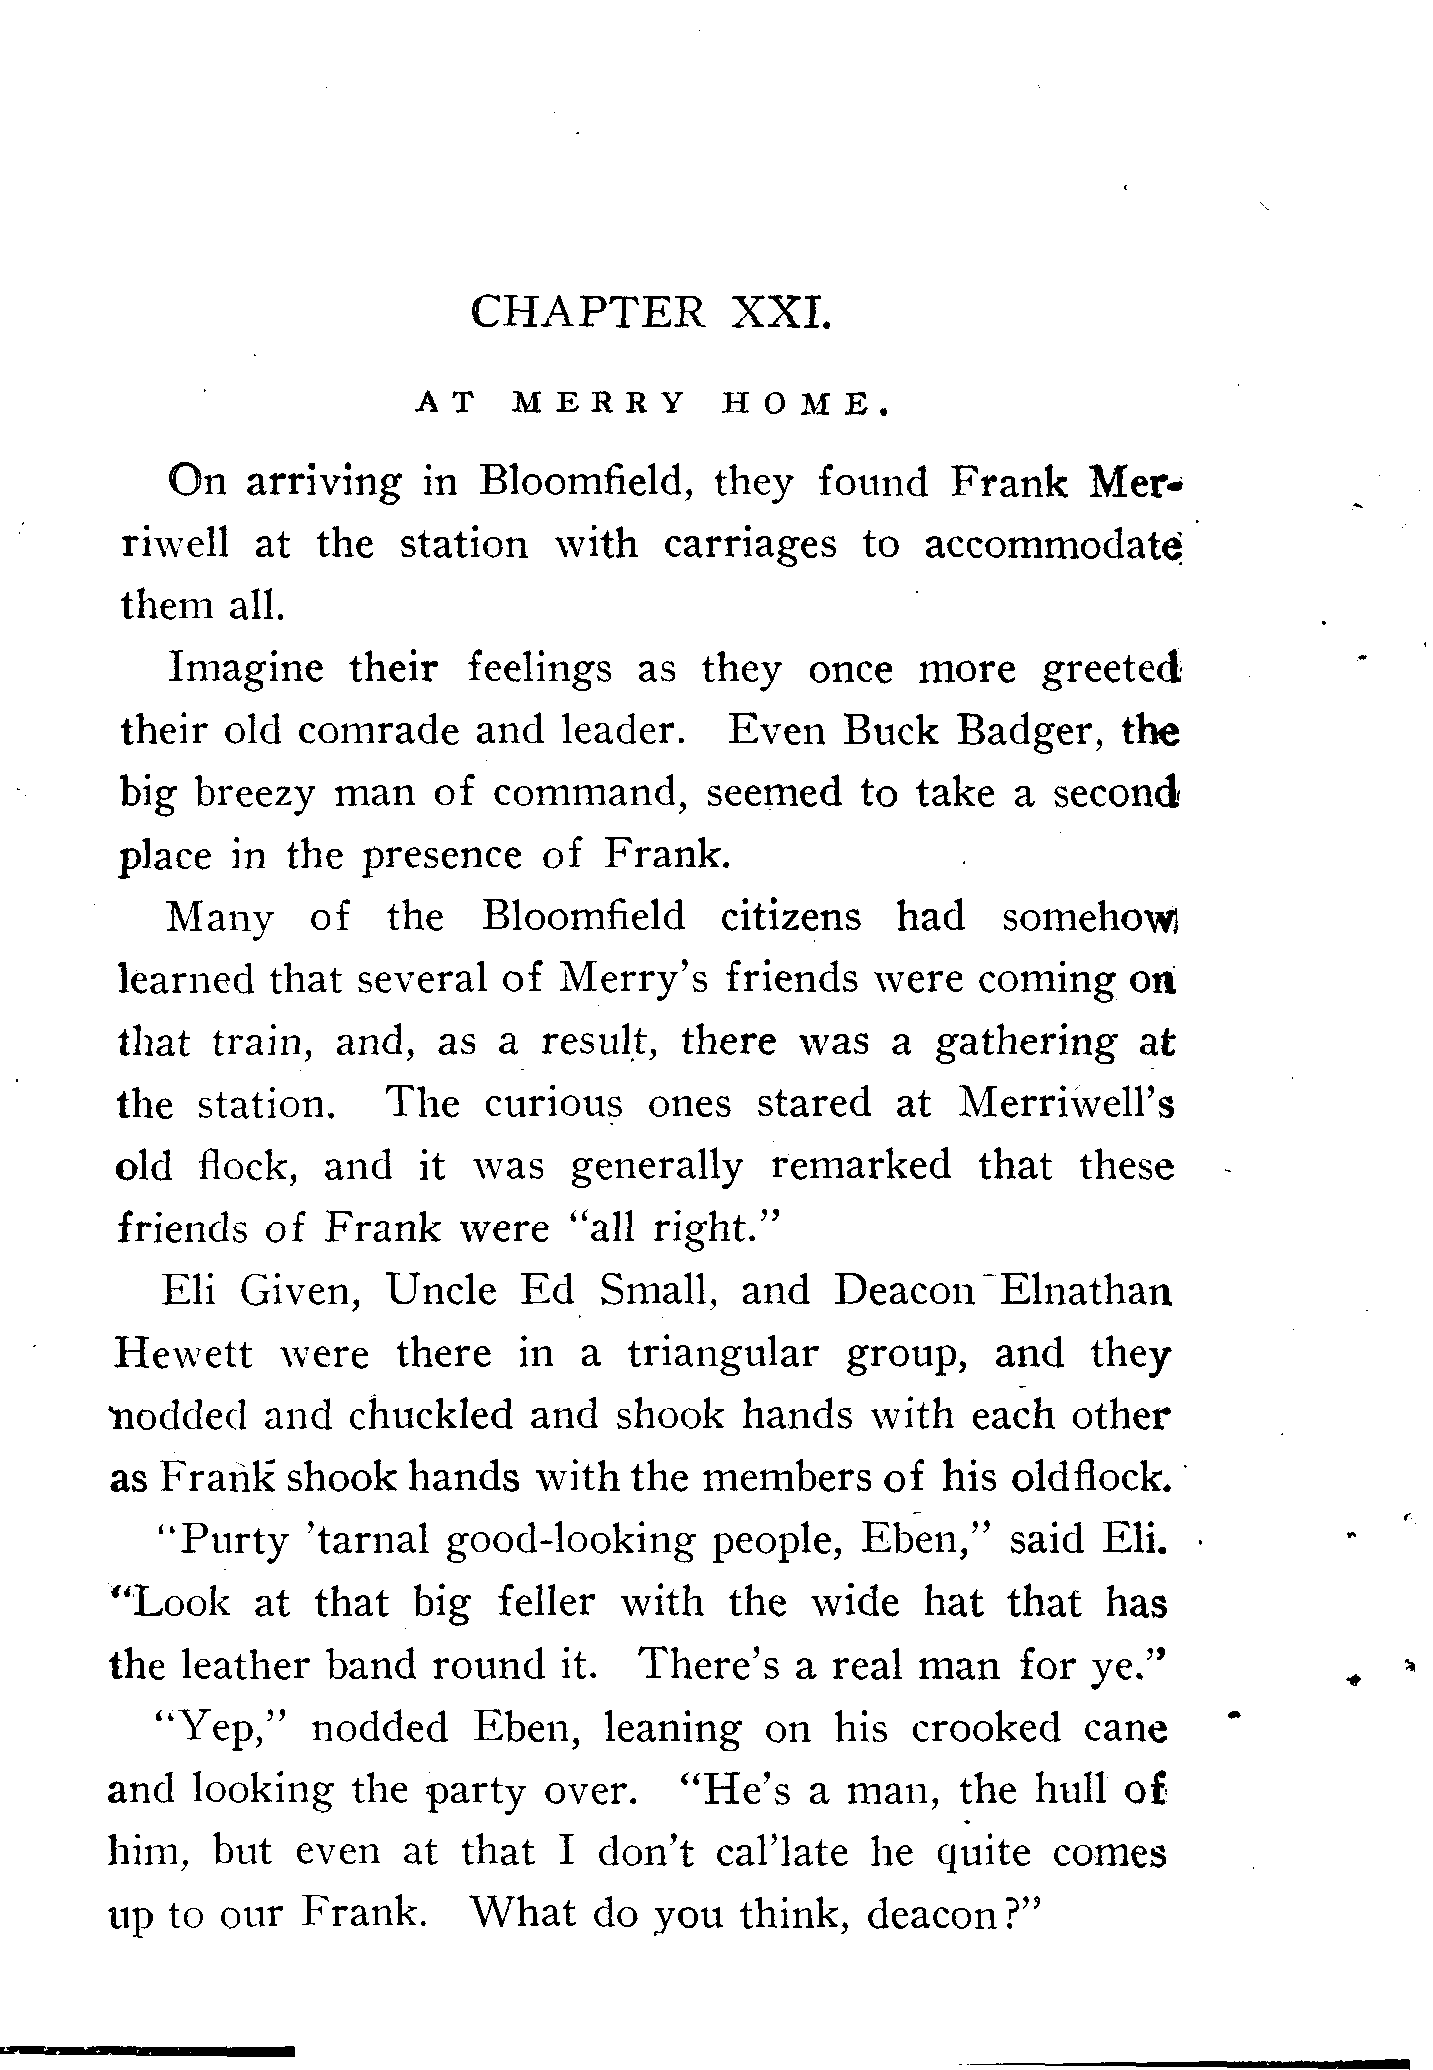 CHAPTER XXI.
AT MERRY HOME.
On arriving in Bloomfield, they found Frank Mer-
riwell at the station with carriages to accommodate
them all.
Imagine their feelings as they once more greeted
their old comrade and leader. Even Buck Badger, the
big breezy man of command, seemed to take a second
place in the presence of Frank.
Many of the Bloomfield citizens had somehow
learned that several of Merry's friends were coming on
that train, and, as a result, there was a gathering at
the station. The curious ones stared at Merriwell's
old flock, and it was generally remarked that these
friends of Frank were "all right."
Eli Given, Uncle Ed Small, and Deacon Elnathan
Hewett were there in a triangular group, and they
nodded and chuckled and shook hands with each other
as Frank shook hands with the members of his old flock.
"Purty 'tarnal good-looking people, Eben," said Eli.
"Look at that big feller with the wide hat that has
the leather band round it. There's a real man for ye."
"Yep," nodded Eben, leaning on his crooked cane
and looking the party over. "He's a man, the hull of
him, but even at that I don't cal'late he quite comes
up to our Frank. What do you think, deacon?"